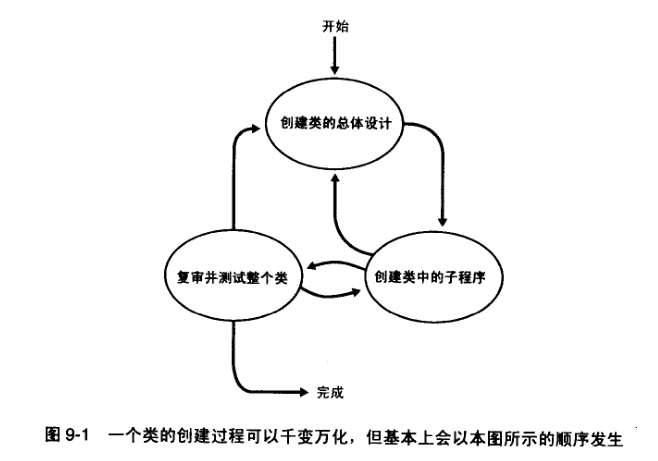 开始
创建类的总体设计
复审并测试整个类
创建类中的子程序
完成
图 9-1 一个类的创建过程可以千变万化，但基本上会以本图所示的顺序发生